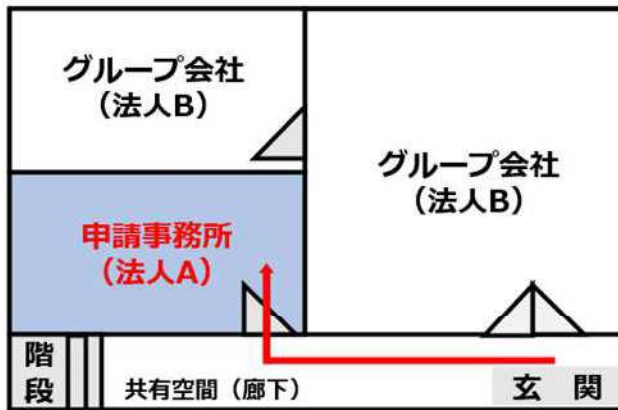 グループ会社
（法人B）
グループ会社
（法人B）
申請事務所
（法人A）
階
段
共有空間（廊下）
玄　関